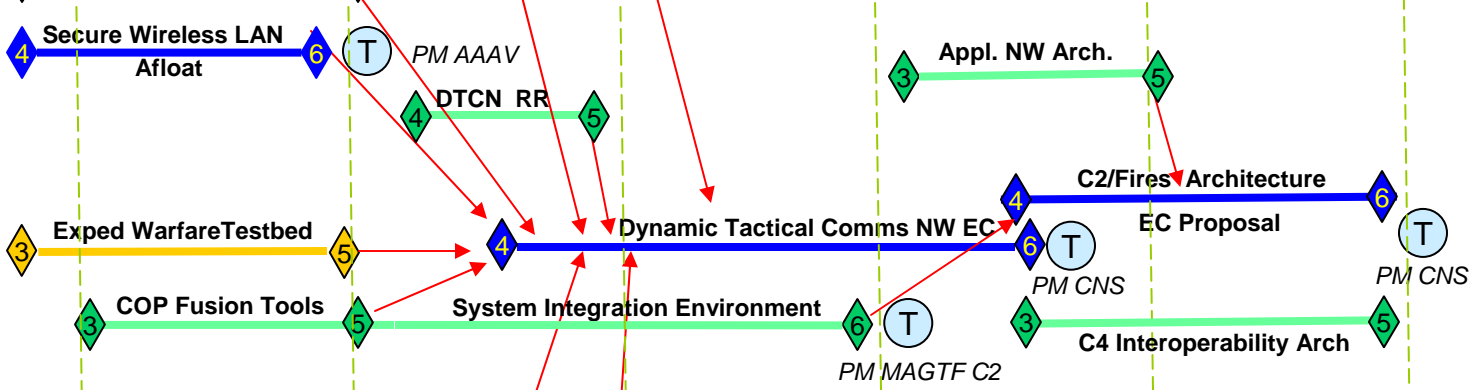 4 Secure Wireless LAN 6 T PM AAAV
Afloat
Appl. NW Arch.
3 5
DTCN RR
4 5
C2/Fires Architecture
4 6
EC Proposal
T
PM CNS
Exped WarfareTestbed
3 5
Dynamic Tactical Comms NW EC
4 6 T
PM CNS
COP Fusion Tools
3 5
System Integration Environment
6 T
PM MAGTF C2
3 5
C4 Interoperability Arch